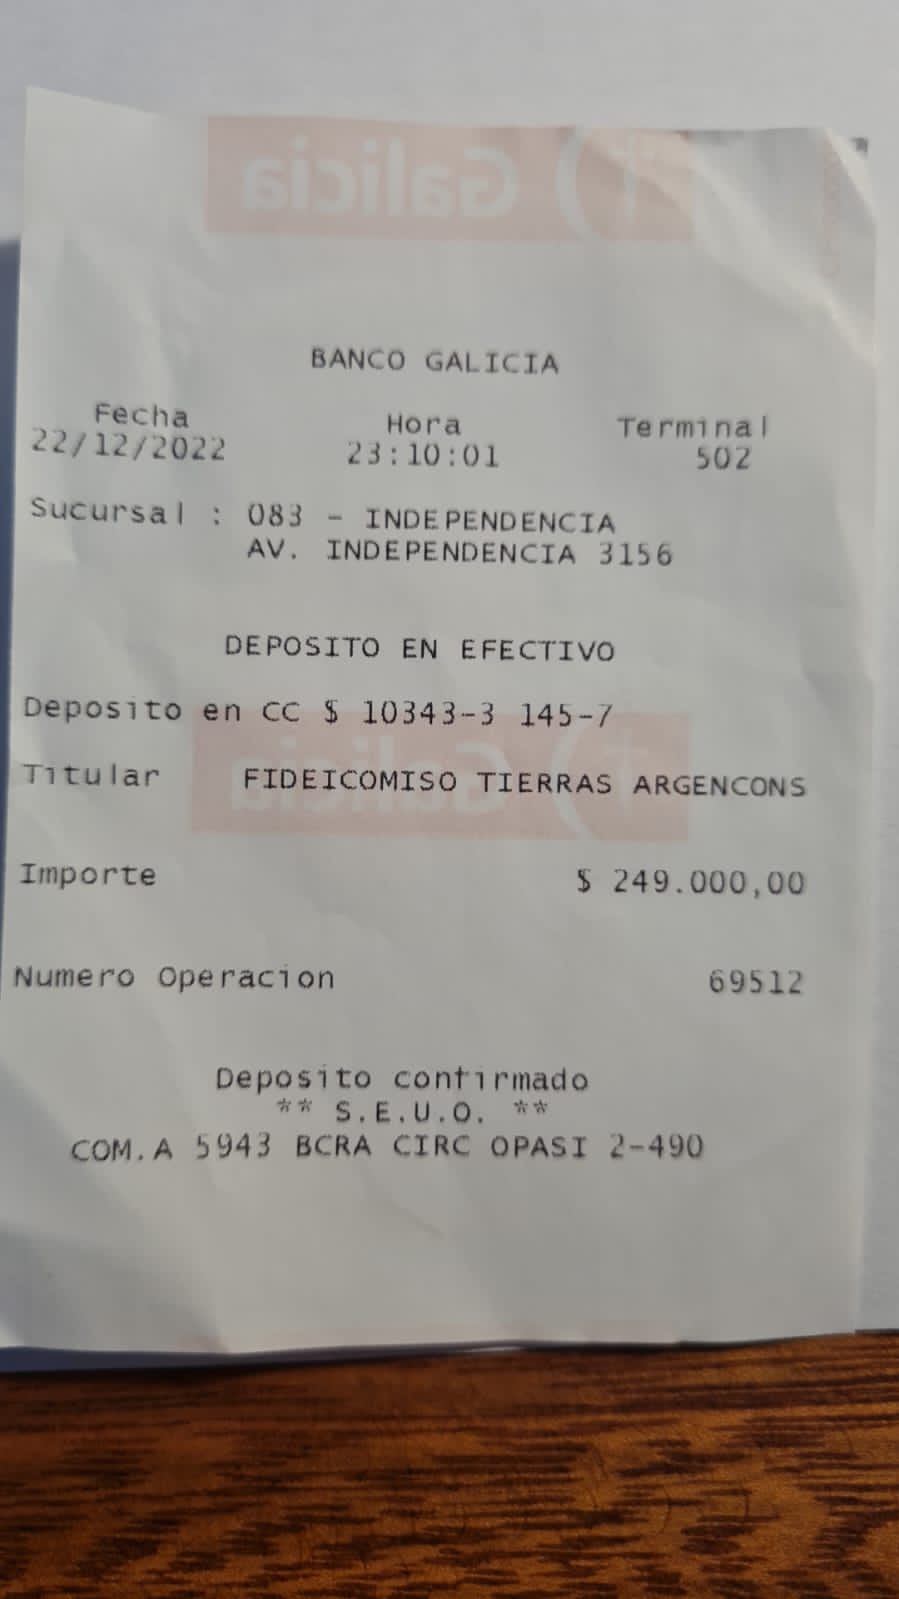 Galicia
BANCO GALICIA
Fecha Hora Terminal
22/12/2022 23:10:01 502
Sucursal : 083 - INDEPENDENCIA
AV. INDEPENDENCIA 3156
DEPOSITO EN EFECTIVO
Deposito en CC $ 10343-3 145-7
Galicia
Titular FIDEICOMISO TIERRAS ARGENCONS
Importe $ 249.000,00
Numero Operacion 69512
Deposito confirmado
** S.E.U.O. **
COM.A 5943 BCRA CIRC OPASI 2-490